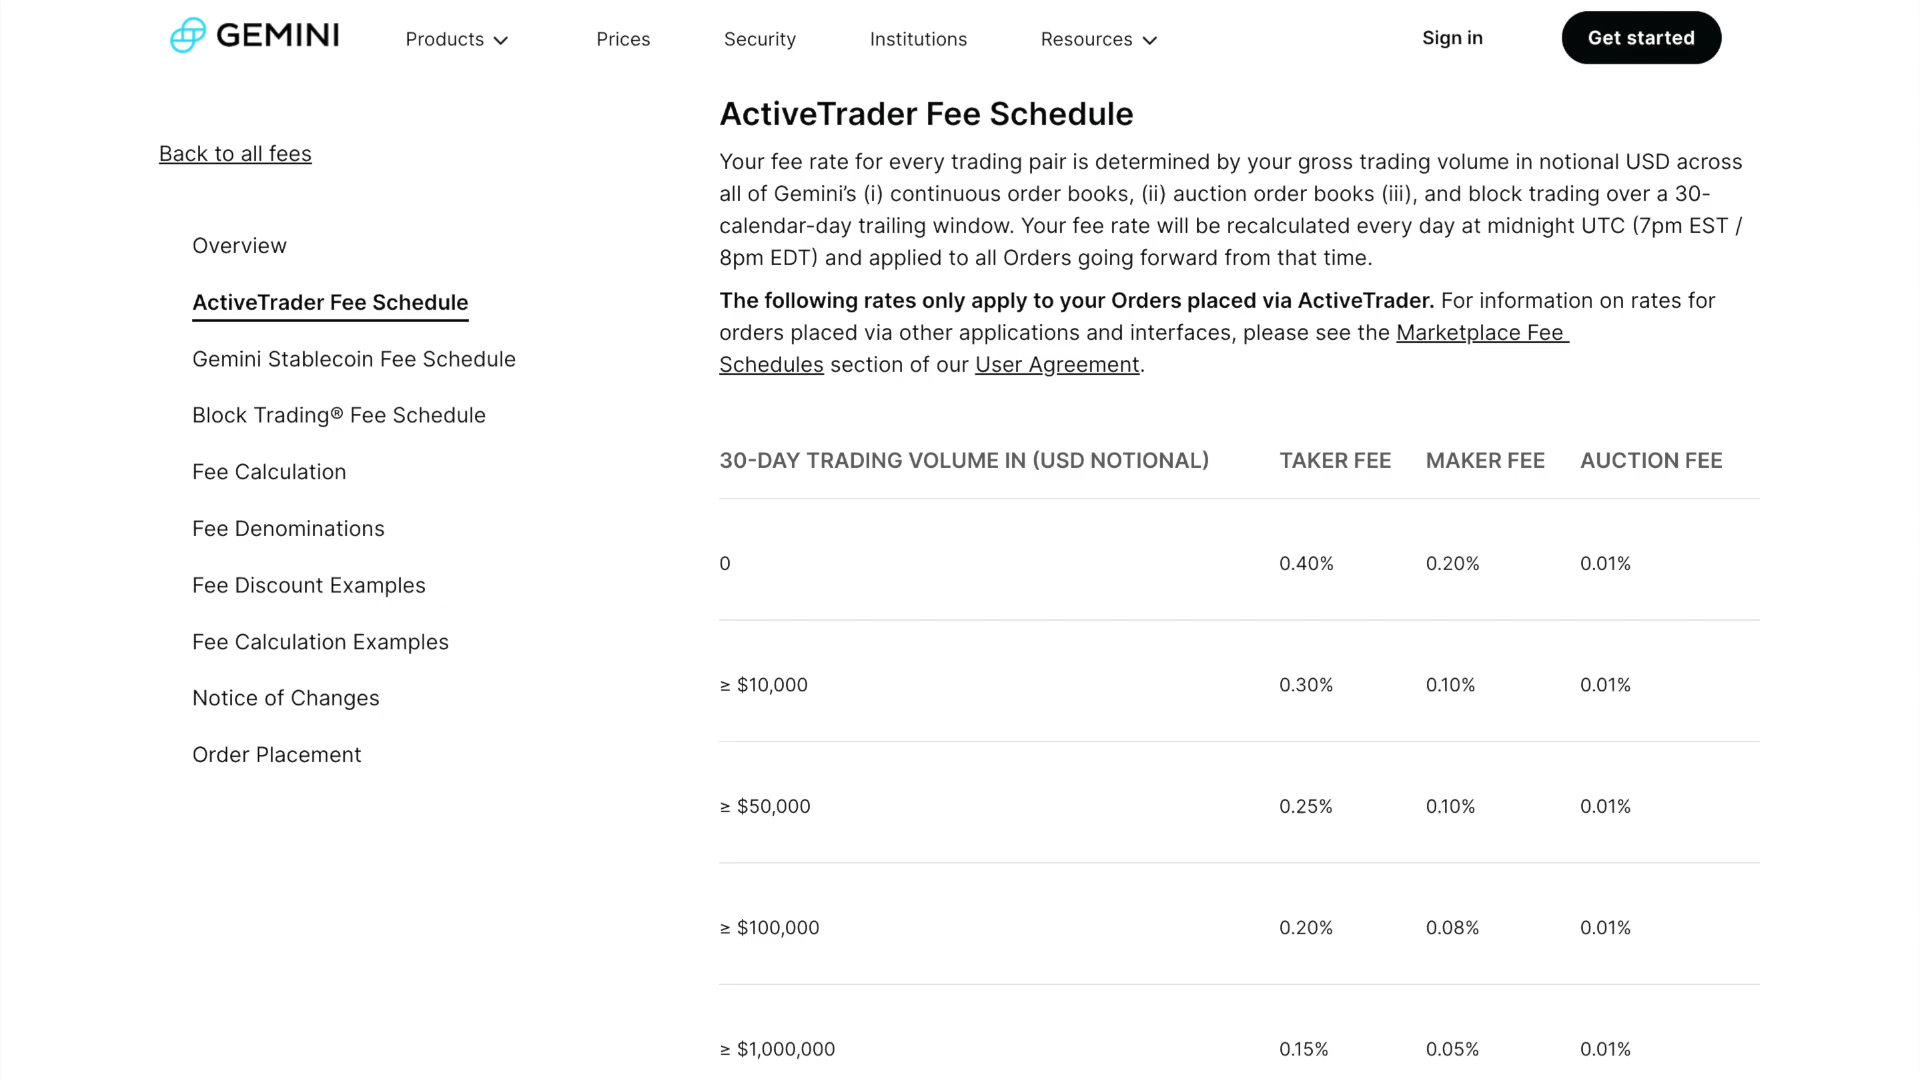 GEMINI
Products
Prices
Security
Institutions
Resources
Sign in
Get started
Back to all fees
Overview
ActiveTrader Fee Schedule
Gemini Stablecoin Fee Schedule
Block Trading® Fee Schedule
Fee Calculation
Fee Denominations
Fee Discount Examples
Fee Calculation Examples
Notice of Changes
Order Placement
ActiveTrader Fee Schedule
Your fee rate for every trading pair is determined by your gross trading volume in notional USD across
all of Gemini’s (i) continuous order books, (ii) auction order books (iii), and block trading over a 30-
calendar-day trailing window. Your fee rate will be recalculated every day at midnight UTC (7pm EST /
8pm EDT) and applied to all Orders going forward from that time.
The following rates only apply to your Orders placed via ActiveTrader. For information on rates for
orders placed via other applications and interfaces, please see the Marketplace Fee
Schedules section of our User Agreement.
30-DAY TRADING VOLUME IN (USD NOTIONAL) TAKER FEE MAKER FEE AUCTION FEE
0 0.40% 0.20% 0.01%
≥ $10,000 0.30% 0.10% 0.01%
≥ $50,000 0.25% 0.10% 0.01%
≥ $100,000 0.20% 0.08% 0.01%
≥ $1,000,000 0.15% 0.05% 0.01%